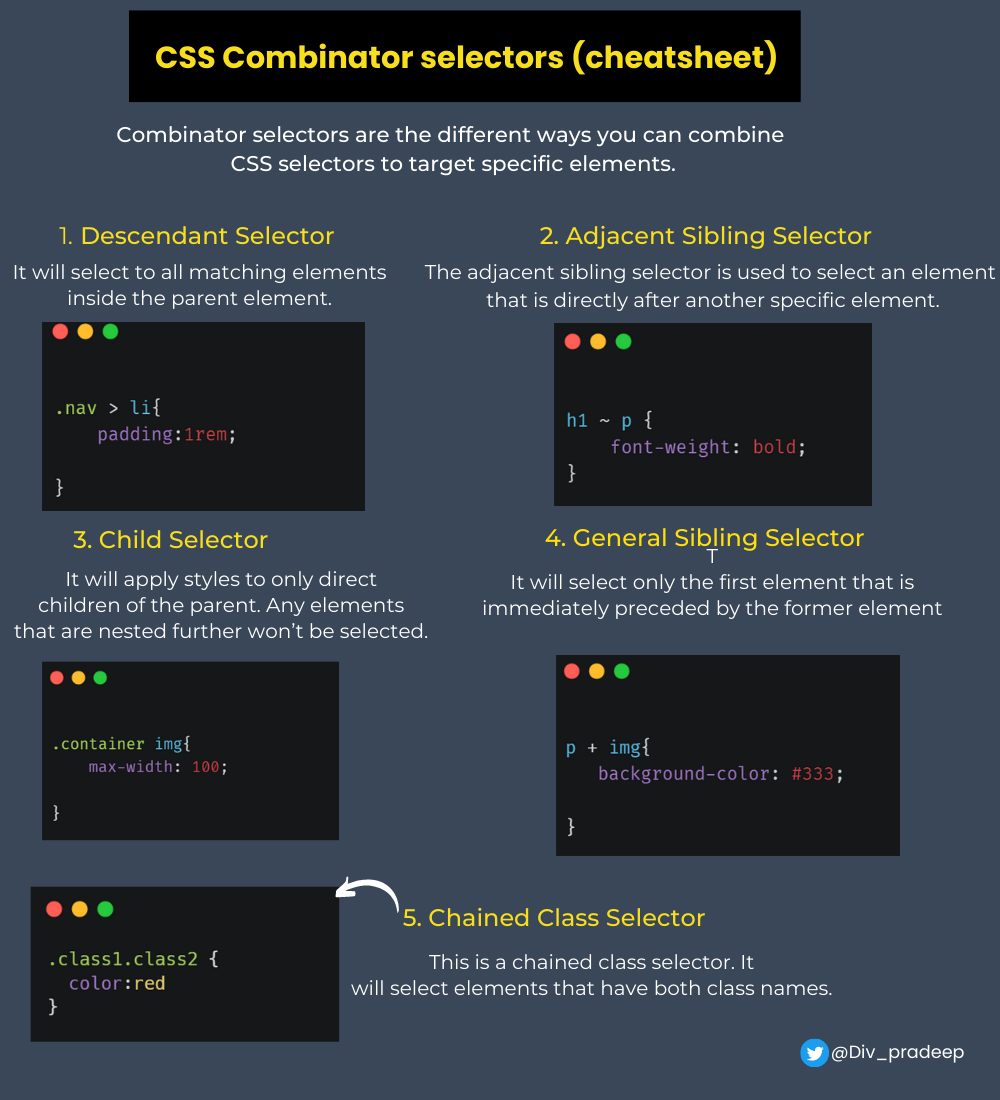 CSS Combinator selectors (cheatsheet)
Combinator selectors are the different ways you can combine
CSS selectors to target specific elements.
1. Descendant Selector
It will select to all matching elements
inside the parent element.
.nav > li{
padding:1rem;
}
2. Adjacent Sibling Selector
The adjacent sibling selector is used to select an element
that is directly after another specific element.
h1 ~ p {
font-weight: bold;
}
3. Child Selector
It will apply styles to only direct
children of the parent. Any elements
that are nested further won’t be selected.
.container img{
max-width: 100;
}
4. General Sibling Selector
T
It will select only the first element that is
immediately preceded by the former element
p + img{
background-color: #333;
}
5. Chained Class Selector
This is a chained class selector. It
will select elements that have both class names.
.class1.class2 {
color:red
}
@Div_pradeep